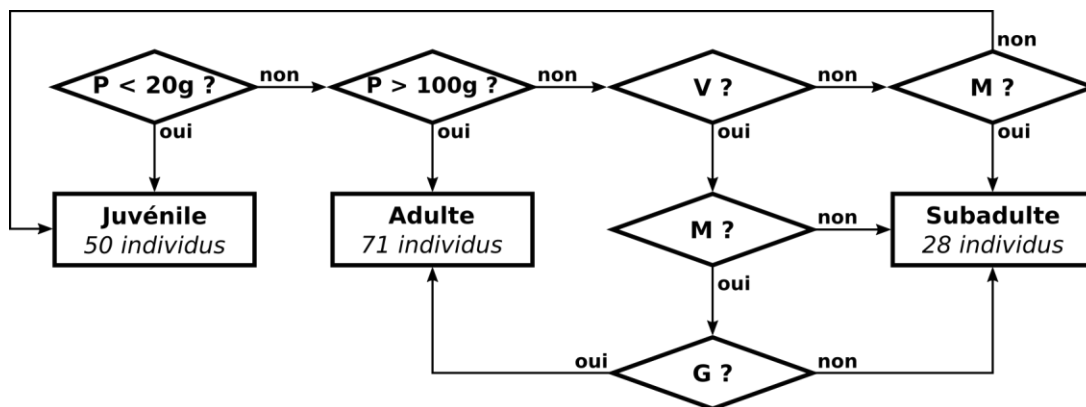 non
P < 20g ?
non
P > 100g ?
non
V ?
non
M ?
oui
oui
oui
oui
Juvénile
50 individus
Adulte
71 individus
M ?
non
Subadulte
28 individus
oui
oui
G ?
non